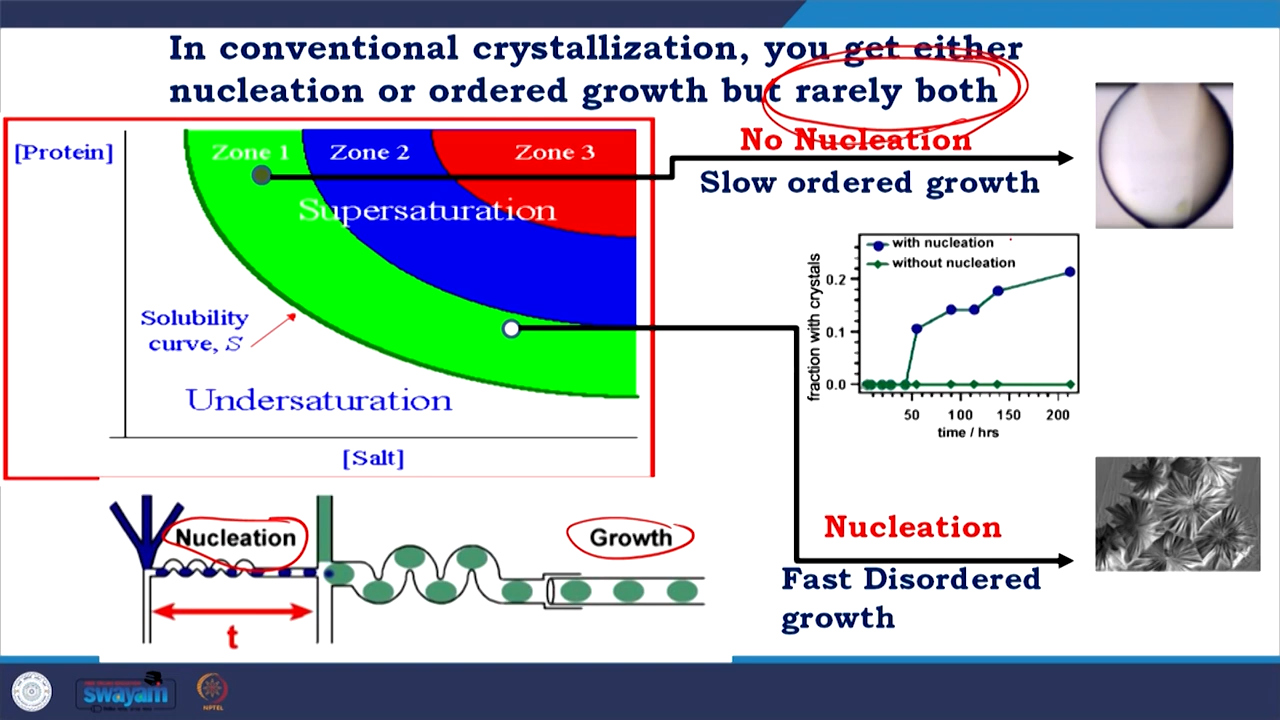 In conventional crystallization, you get either
nucleation or ordered growth but rarely both
[Protein]
Zone 1
Zone 2
Zone 3
Supersaturation
Solubility
curve, S
Undersaturation
[Salt]
No Nucleation
Slow ordered growth
with nucleation
without nucleation
fraction with crystals
0.2
0.1
0.0
50
100
150
200
time / hrs
Nucleation
Growth
t
Nucleation
Fast Disordered
growth
swayam
NPTEL